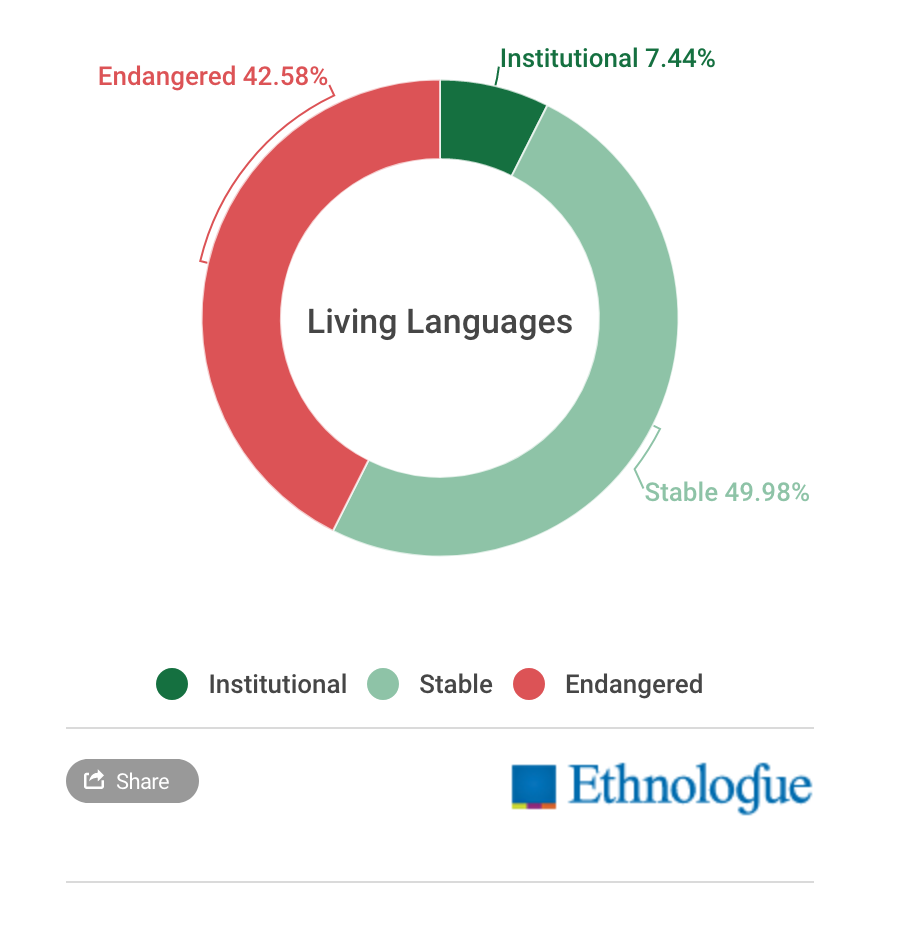 Institutional 7.44%
Endangered 42.58%
Living Languages
Stable 49.98%
Institutional Stable Endangered
Share
Ethnologue